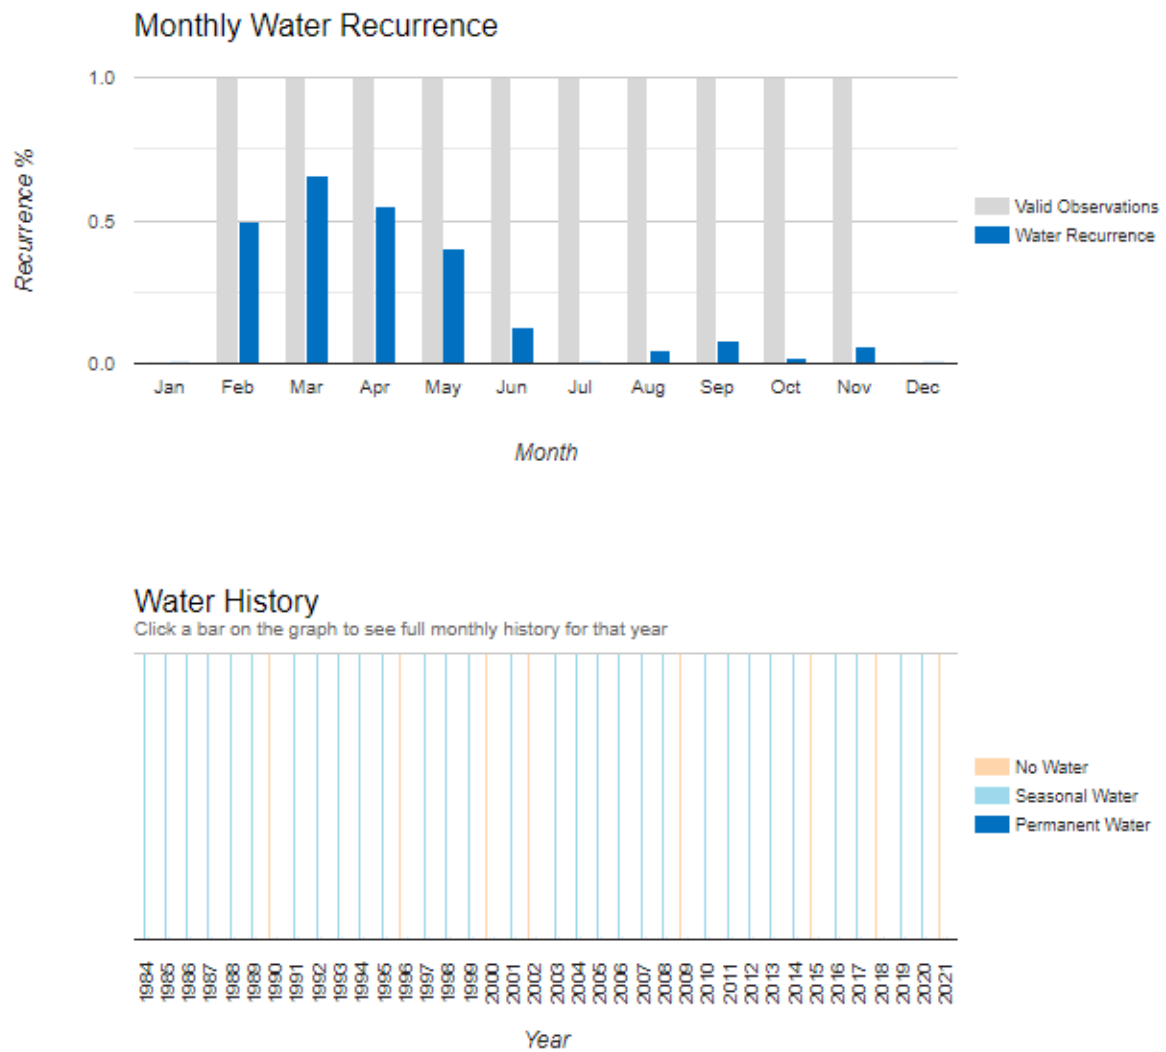 Monthly Water Recurrence
1.0
0.5
0.0
Recurrence %
Jan Feb Mar Apr May Jun Jul Aug Sep Oct Nov Dec
Month
Valid Observations
Water Recurrence
Water History
Click a bar on the graph to see full monthly history for that year
No Water
Seasonal Water
Permanent Water
1984 1985 1986 1987 1988 1989 1990 1991 1992 1993 1994 1995 1996 1997 1998 1999 2000 2001 2002 2003 2004 2005 2006 2007 2008 2009 2010 2011 2012 2013 2014 2015 2016 2017 2018 2019 2020 2021
Year